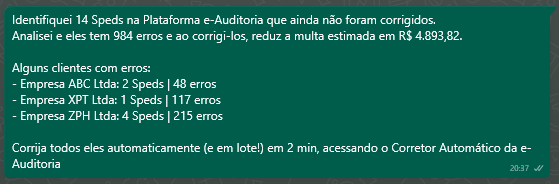 Identifiquei 14 Speds na Plataforma e-Auditoria que ainda não foram corrigidos.
Analisei e eles tem 984 erros e ao corrigi-los, reduz a multa estimada em R$ 4.893,82.
Alguns clientes com erros:
- Empresa ABC Ltda: 2 Speds | 48 erros
- Empresa XPT Ltda: 1 Speds | 117 erros
- Empresa ZPH Ltda: 4 Speds | 215 erros
Corrija todos eles automaticamente (e em lote!) em 2 min, acessando o Corretor Automático da e-
Auditoria
20:37